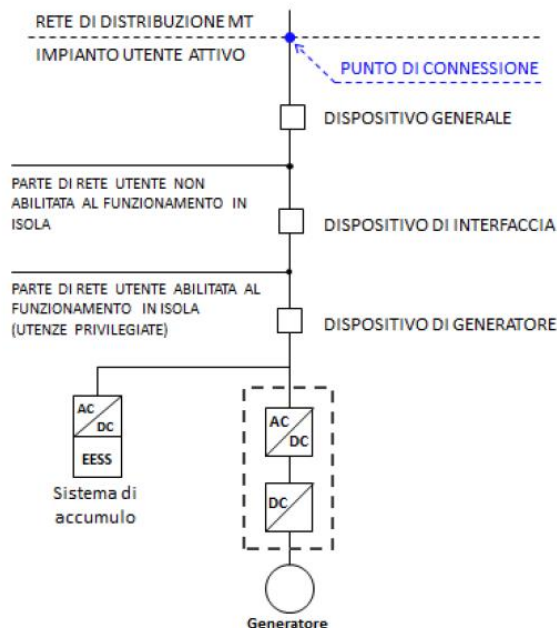 RETE DI DISTRIBUZIONE MT
IMPIANTO UTENTE ATTIVO
PUNTO DI CONNESSIONE
DISPOSITIVO GENERALE
PARTE DI RETE UTENTE NON
ABILITATA AL FUNZIONAMENTO IN
ISOLA
DISPOSITIVO DI INTERFACCIA
PARTE DI RETE UTENTE ABILITATA AL
FUNZIONAMENTO IN ISOLA
(UTENZE PRIVILEGIATE)
DISPOSITIVO DI GENERATORE
AC
DC
EESS
Sistema di
accumulo
AC
DC
DC
Generatore